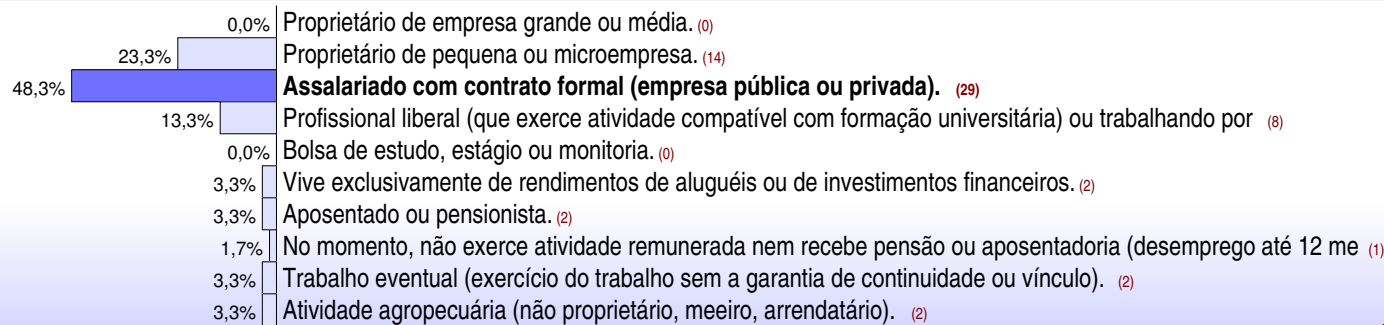 0,0% Proprietário de empresa grande ou média. (0)
23,3% Proprietário de pequena ou microempresa. (14)
48,3% Assalariado com contrato formal (empresa pública ou privada). (29)
13,3% Profissional liberal (que exerce atividade compatível com formação universitária) ou trabalhando por (8)
0,0% Bolsa de estudo, estágio ou monitoria. (0)
3,3% Vive exclusivamente de rendimentos de aluguéis ou de investimentos financeiros. (2)
3,3% Aposentado ou pensionista. (2)
1,7% No momento, não exerce atividade remunerada nem recebe pensão ou aposentadoria (desemprego até 12 me (1)
3,3% Trabalho eventual (exercício do trabalho sem a garantia de continuidade ou vínculo). (2)
3,3% Atividade agropecuária (não proprietário, meeiro, arrendatário). (2)